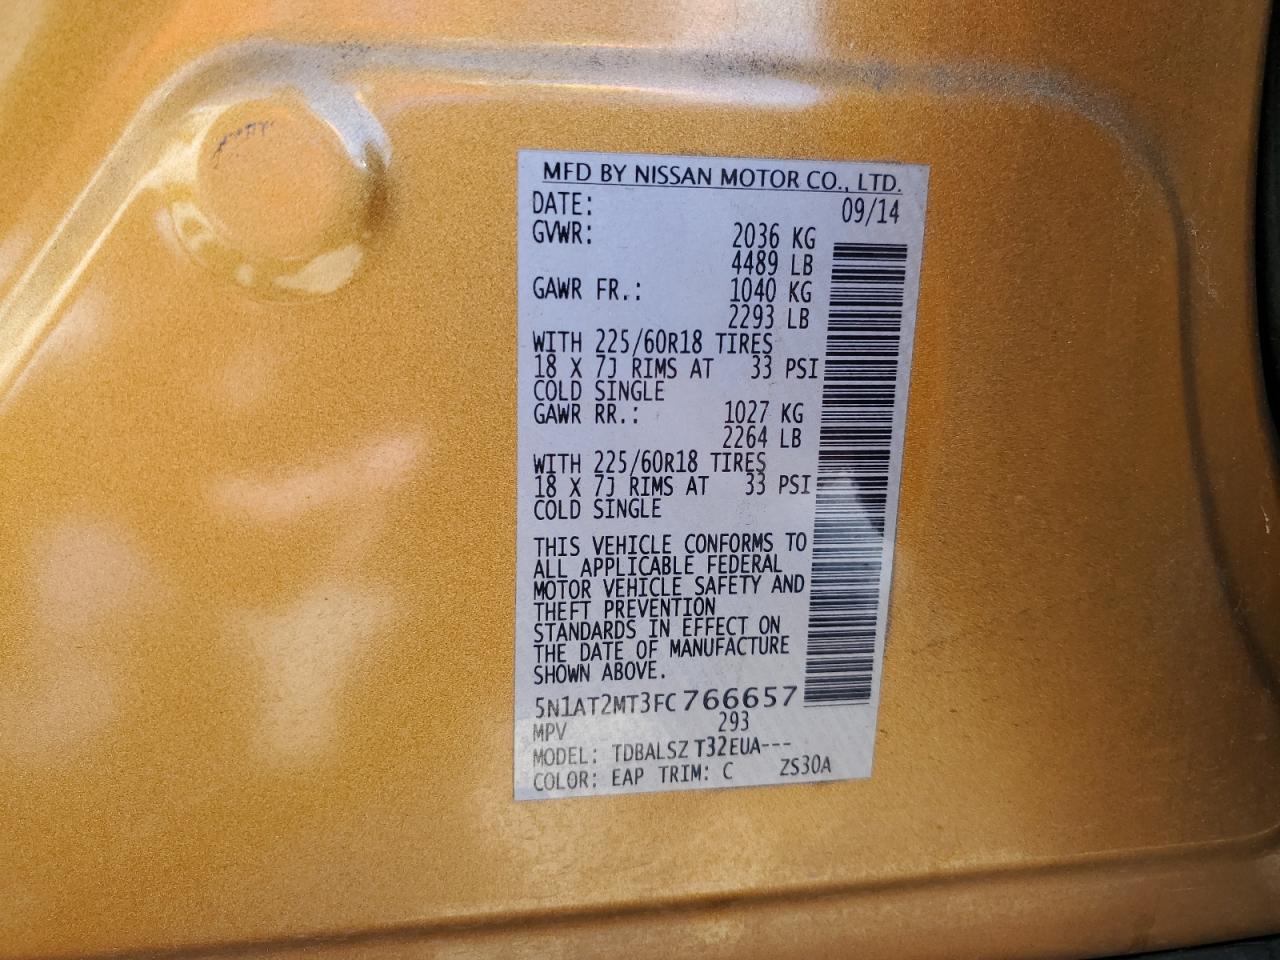 MFD BY NISSAN MOTOR CO., LTD.
DATE: 09/14
GVWR: 2036 KG
4489 LB
GAWR FR.: 1040 KG
2293 LB
WITH 225/60R18 TIRES
18 X 7J RIMS AT 33 PSI
COLD SINGLE
GAWR RR.: 1027 KG
2264 LB
WITH 225/60R18 TIRES
18 X 7J RIMS AT 33 PSI
COLD SINGLE
THIS VEHICLE CONFORMS TO
ALL APPLICABLE FEDERAL
MOTOR VEHICLE SAFETY AND
THEFT PREVENTION
STANDARDS IN EFFECT ON
THE DATE OF MANUFACTURE
SHOWN ABOVE.
5N1AT2MT3FC766657
MPV 293
MODEL: TDBALSZ T32EUA---
COLOR: EAP TRIM: C ZS30A